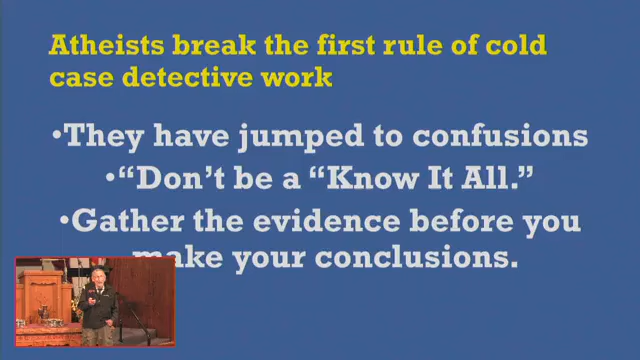 Atheists break the first rule of cold
case detective work
•They have jumped to confusions
•“Don’t be a “Know It All.”
•Gather the evidence before you
make your conclusions.